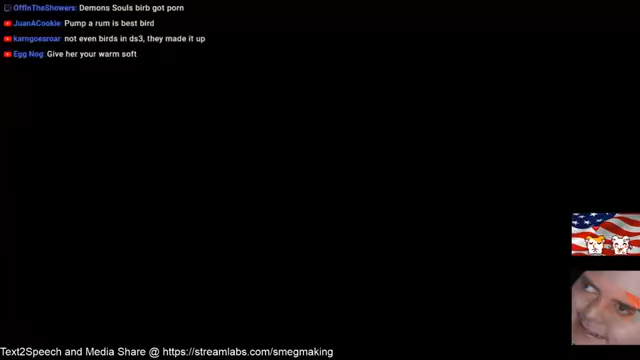 OffInTheShowers: Demons Souls birb got porn
JuanACookie: Pump a rum is best bird
karngoesroar: not even birds in ds3, they made it up
Egg Nog: Give her your warm soft
Text2Speech and Media Share @ https://streamlabs.com/smegmaking